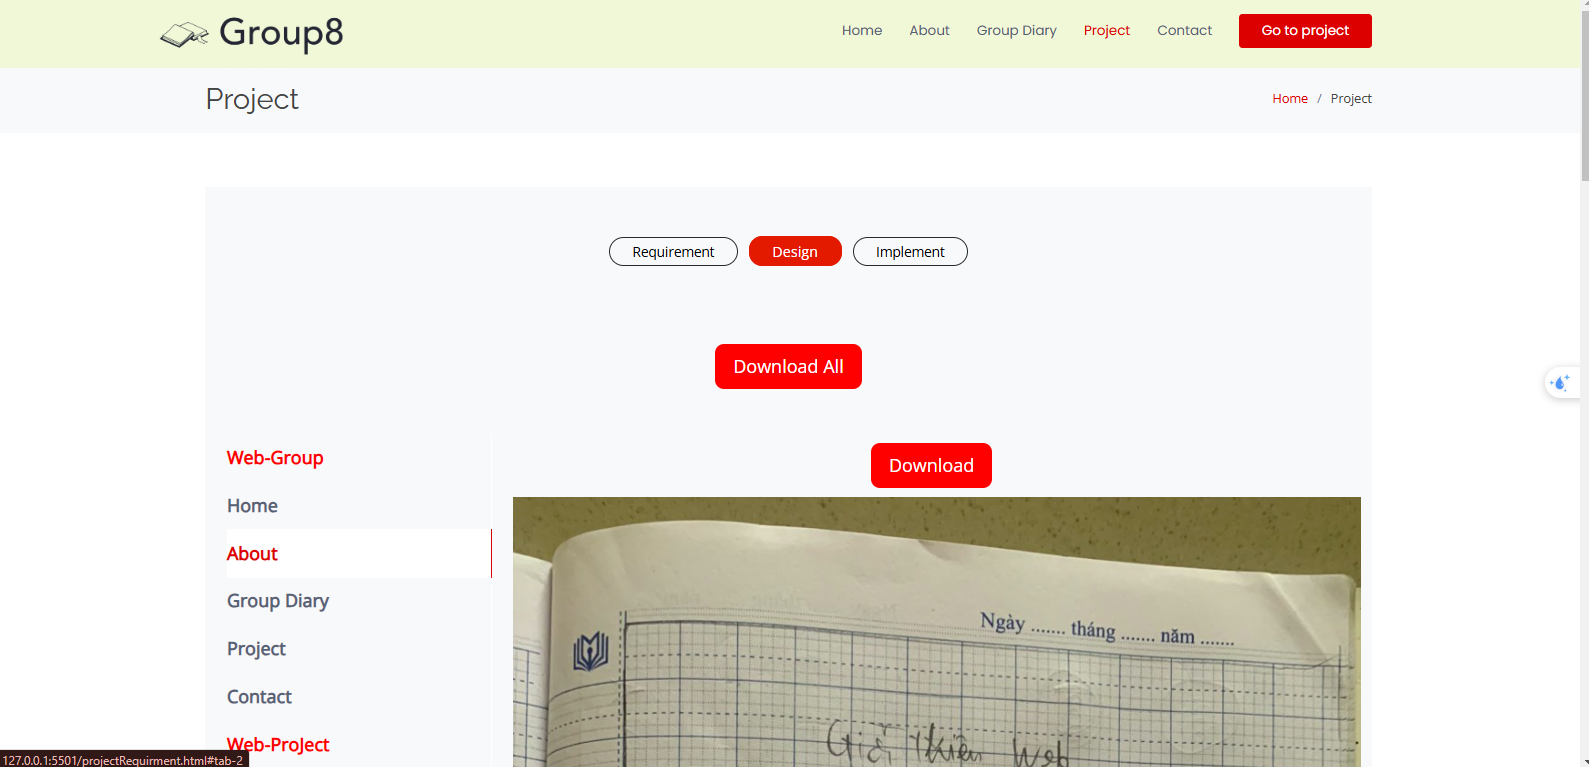 Group8
Home
About
Group Diary
Project
Contact
Go to project
Project
Home / Project
Requirement
Design
Implement
Download All
Web-Group
Home
About
Group Diary
Project
Contact
Web-ProJect
Download
Ngày ....... tháng ....... năm .......
Giới thiệu Web
127.0.0.1:5501/projectRequirment.html#tab-2